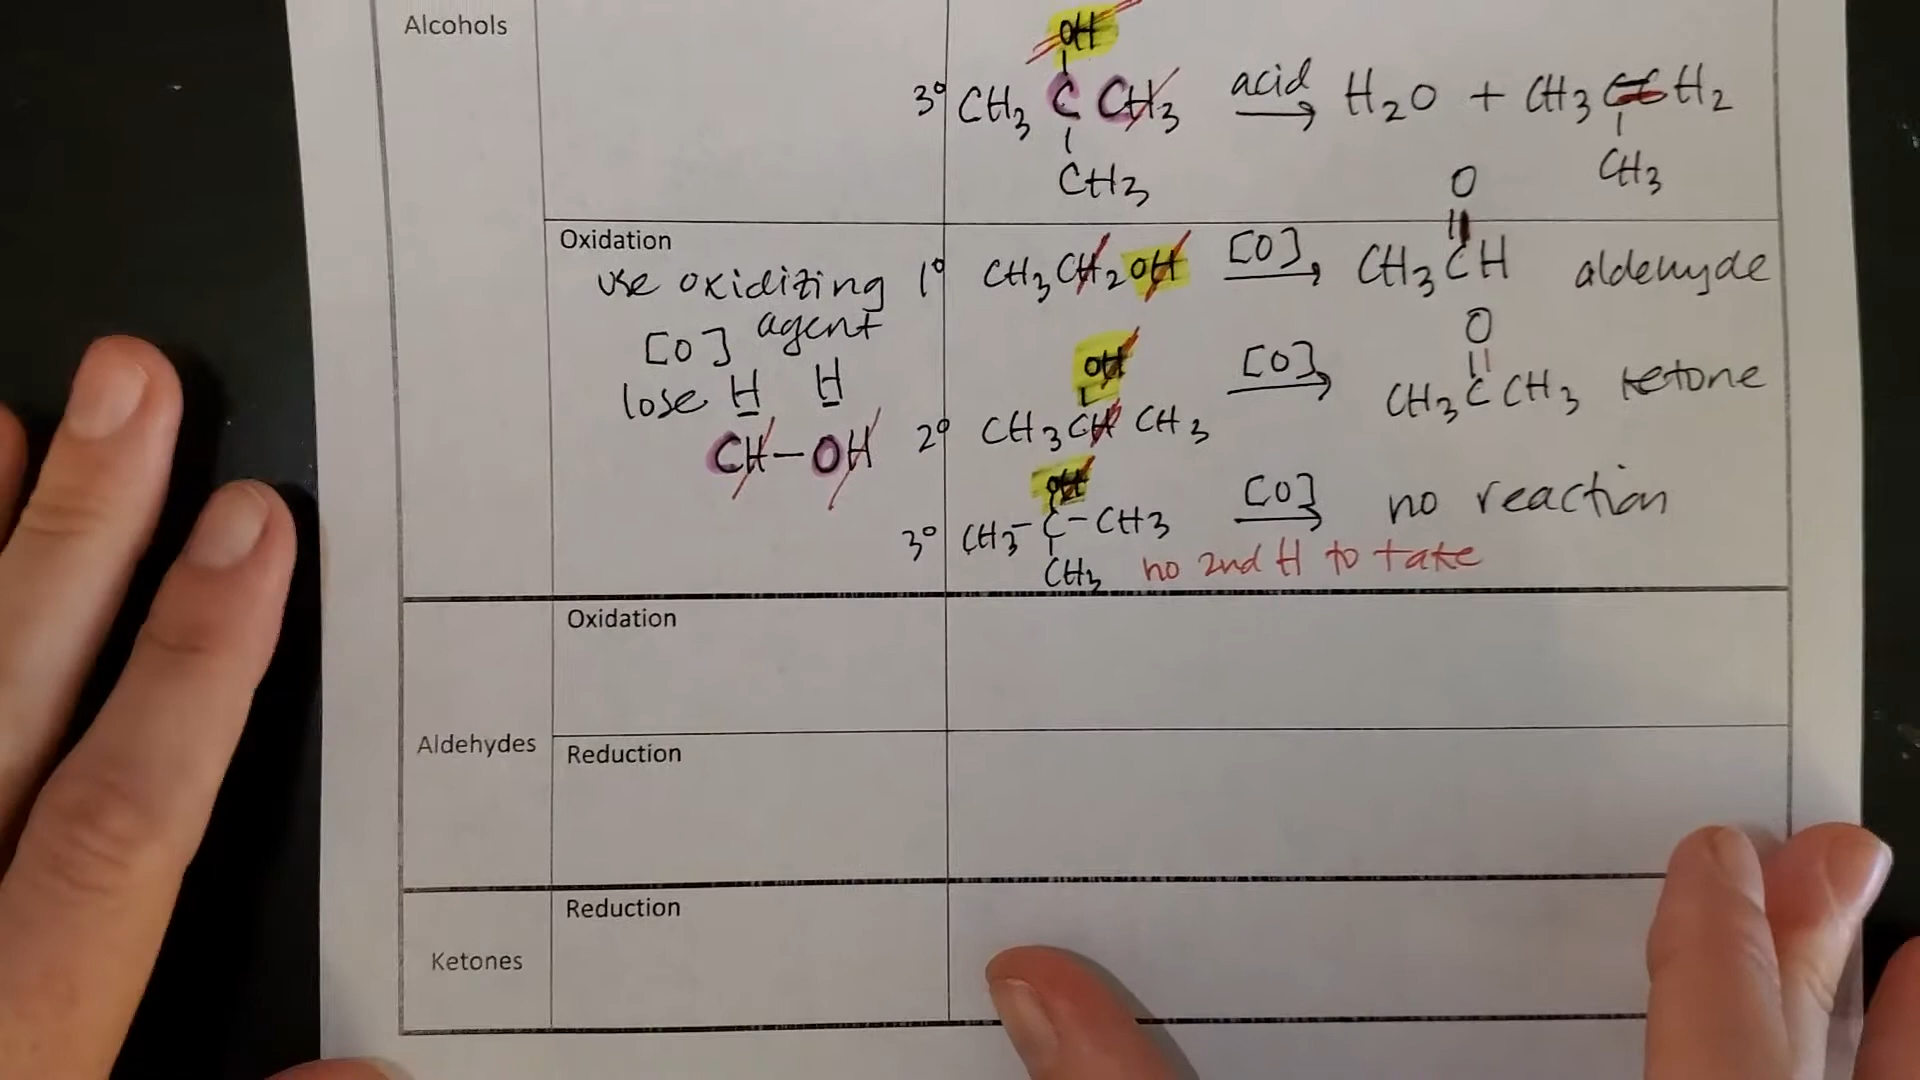 Alcohols
OH
3° CH3 C CH3 acid → H2O + CH3 C=CH2
CH3
CH3
Oxidation
use oxidizing
agent
[O]
lose H H
CH-OH
O
1° CH3CH2OH [O] → CH3CH aldehyde
OH
O
2° CH3CH CH3 [O] → CH3 C CH3 ketone
OH
3° CH3-C-CH3 [O] → no reaction
CH3 no 2nd H to take
Aldehydes
Oxidation
Reduction
Ketones
Reduction